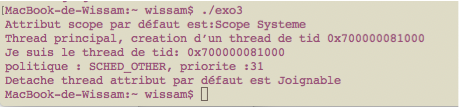 [MacBook-de-Wissam:~ wissam$ ./exo3
Attribut scope par défaut est:Scope Systeme
Thread principal, creation d'un thread de tid 0x700000081000
Je suis le thread de tid: 0x700000081000
politique : SCHED_OTHER, priorite :31
Detache thread attribut par défaut est Joignable
MacBook-de-Wissam:~ wissam$